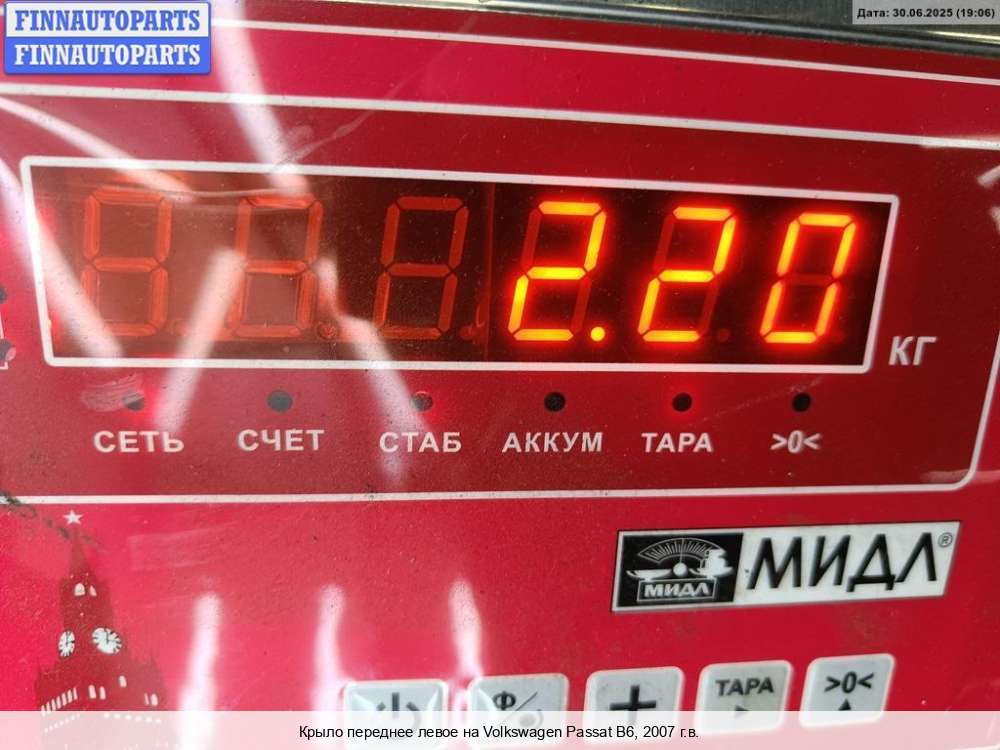 FINNAUTOPARTS
FINNAUTOPARTS
Дата: 30.06.2025 (19:06)
2.20
КГ
СЕТЬ СЧЕТ СТАБ АККУМ ТАРА >0<
МИДЛ МИДЛ®
Ф
+
ТАРА
>0<
Крыло переднее левое на Volkswagen Passat B6, 2007 г.в.